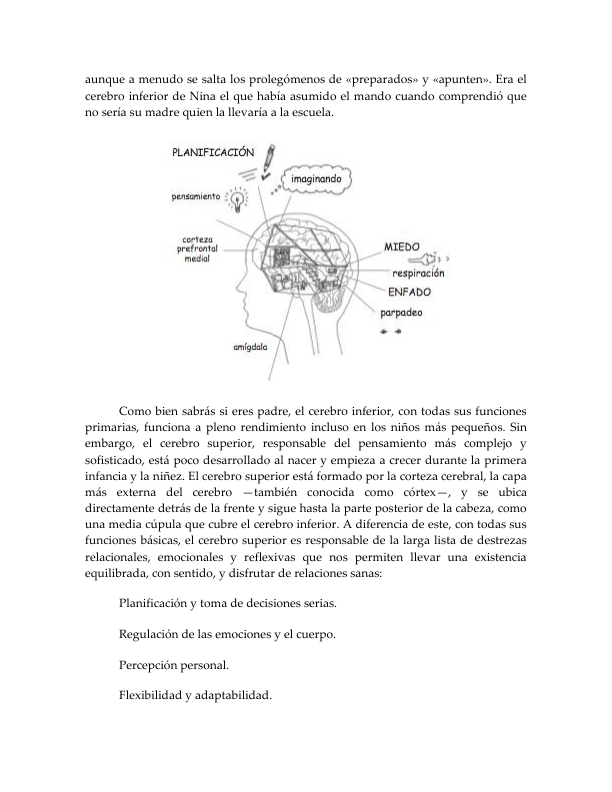 aunque a menudo se salta los prolegómenos de «preparados» y «apunten». Era el
cerebro inferior de Nina el que había asumido el mando cuando comprendió que
no sería su madre quien la llevaría a la escuela.
PLANIFICACIÓN
imaginando
pensamiento
corteza
prefrontal
medial
MIEDO
respiración
ENFADO
parpadeo
amígdala
Como bien sabrás si eres padre, el cerebro inferior, con todas sus funciones
primarias, funciona a pleno rendimiento incluso en los niños más pequeños. Sin
embargo, el cerebro superior, responsable del pensamiento más complejo y
sofisticado, está poco desarrollado al nacer y empieza a crecer durante la primera
infancia y la niñez. El cerebro superior está formado por la corteza cerebral, la capa
más externa del cerebro —también conocida como córtex—, y se ubica
directamente detrás de la frente y sigue hasta la parte posterior de la cabeza, como
una media cúpula que cubre el cerebro inferior. A diferencia de este, con todas sus
funciones básicas, el cerebro superior es responsable de la larga lista de destrezas
relacionales, emocionales y reflexivas que nos permiten llevar una existencia
equilibrada, con sentido, y disfrutar de relaciones sanas:
Planificación y toma de decisiones serias.
Regulación de las emociones y el cuerpo.
Percepción personal.
Flexibilidad y adaptabilidad.